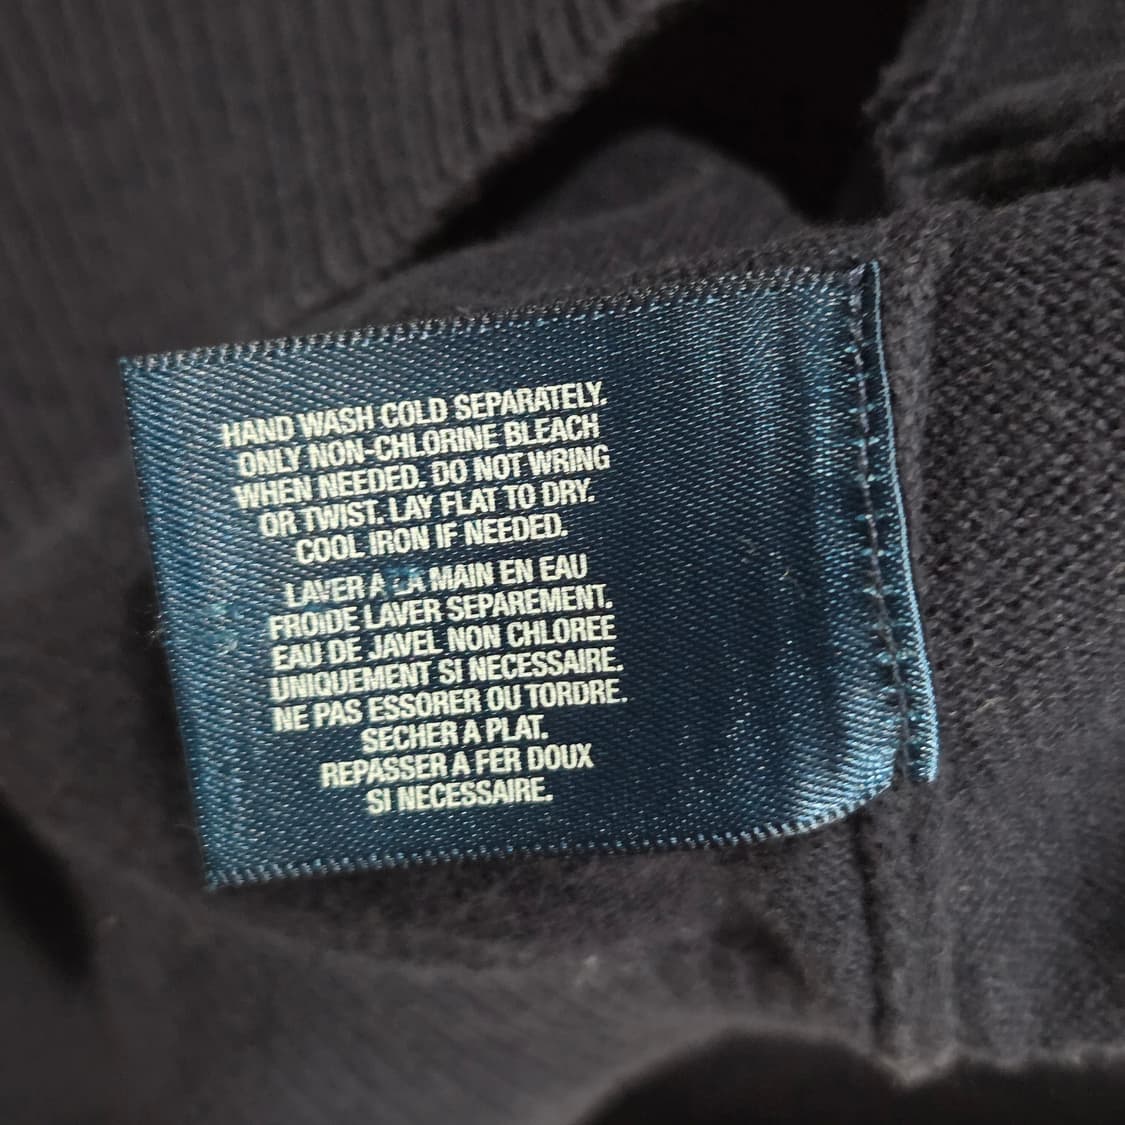 HAND WASH COLD SEPARATELY.
ONLY NON-CHLORINE BLEACH
WHEN NEEDED. DO NOT WRING
OR TWIST. LAY FLAT TO DRY.
COOL IRON IF NEEDED.
LAVER A LA MAIN EN EAU
FROIDE LAVER SEPAREMENT.
EAU DE JAVEL NON CHLOREE
UNIQUEMENT SI NECESSAIRE.
NE PAS ESSORER OU TORDRE.
SECHER A PLAT.
REPASSER A FER DOUX
SI NECESSAIRE.